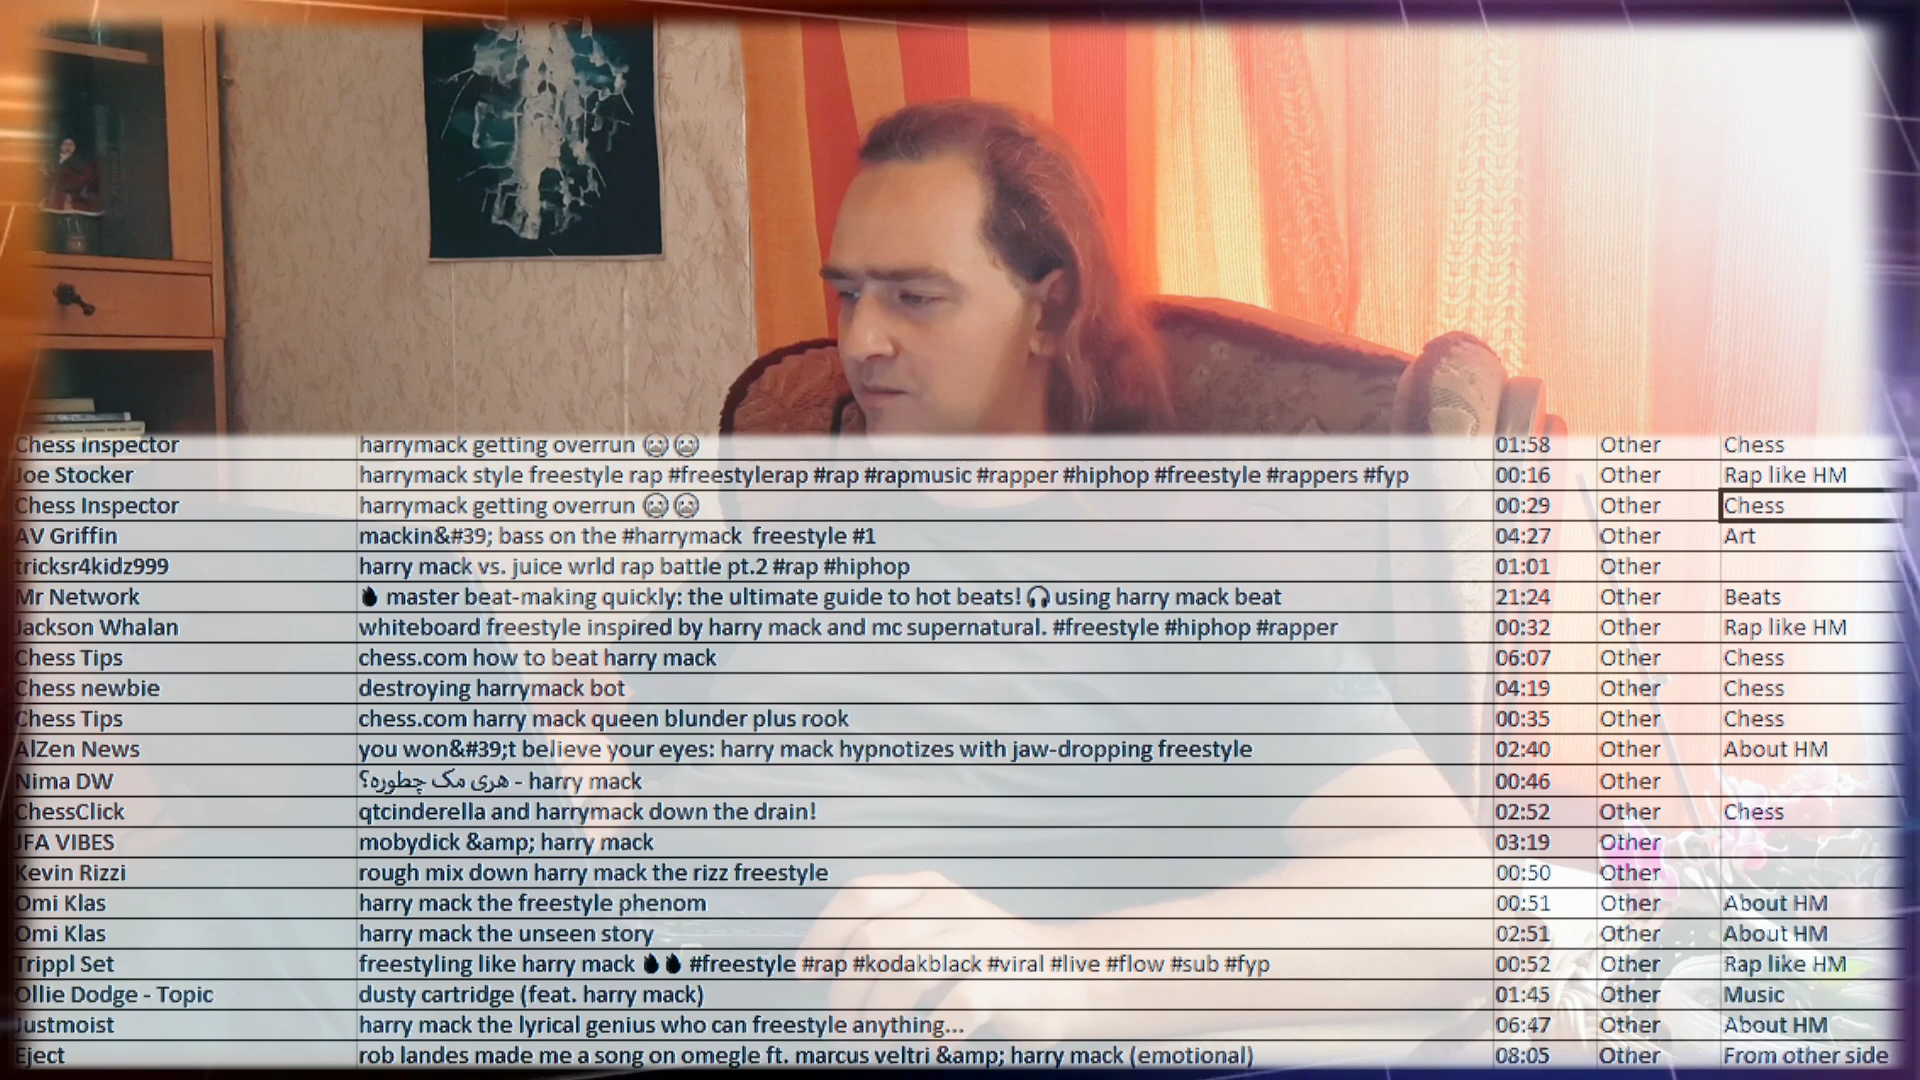 Chess Inspector harrymack getting overrun 😭😭 01:58 Other Chess
Joe Stocker harrymack style freestyle rap #freestylerap #rap #rapmusic #rapper #hiphop #freestyle #rappers #fyp 00:16 Other Rap like HM
Chess Inspector harrymack getting overrun 😭😭 00:29 Other Chess
AV Griffin mackin&#39; bass on the #harrymack freestyle #1 04:27 Other Art
tricksr4kidz999 harry mack vs. juice wrld rap battle pt.2 #rap #hiphop 01:01 Other
Mr Network 🔥 master beat-making quickly: the ultimate guide to hot beats! 🎧 using harry mack beat 21:24 Other Beats
Jackson Whalan whiteboard freestyle inspired by harry mack and mc supernatural. #freestyle #hiphop #rapper 00:32 Other Rap like HM
Chess Tips chess.com how to beat harry mack 06:07 Other Chess
Chess newbie destroying harrymack bot 04:19 Other Chess
Chess Tips chess.com harry mack queen blunder plus rook 00:35 Other Chess
AlZen News you won&#39;t believe your eyes: harry mack hypnotizes with jaw-dropping freestyle 02:40 Other About HM
Nima DW هری مک چطوره؟ - harry mack 00:46 Other
ChessClick qtcinderella and harrymack down the drain! 02:52 Other Chess
JFA VIBES mobydick &amp; harry mack 03:19 Other
Kevin Rizzi rough mix down harry mack the rizz freestyle 00:50 Other
Omi Klas harry mack the freestyle phenom 00:51 Other About HM
Omi Klas harry mack the unseen story 02:51 Other About HM
Trippl Set freestyling like harry mack 🔥🔥 #freestyle #rap #kodakblack #viral #live #flow #sub #fyp 00:52 Other Rap like HM
Ollie Dodge - Topic dusty cartridge (feat. harry mack) 01:45 Other Music
Justmoist harry mack the lyrical genius who can freestyle anything... 06:47 Other About HM
Eject rob landes made me a song on omegle ft. marcus veltri &amp; harry mack (emotional) 08:05 Other From other side